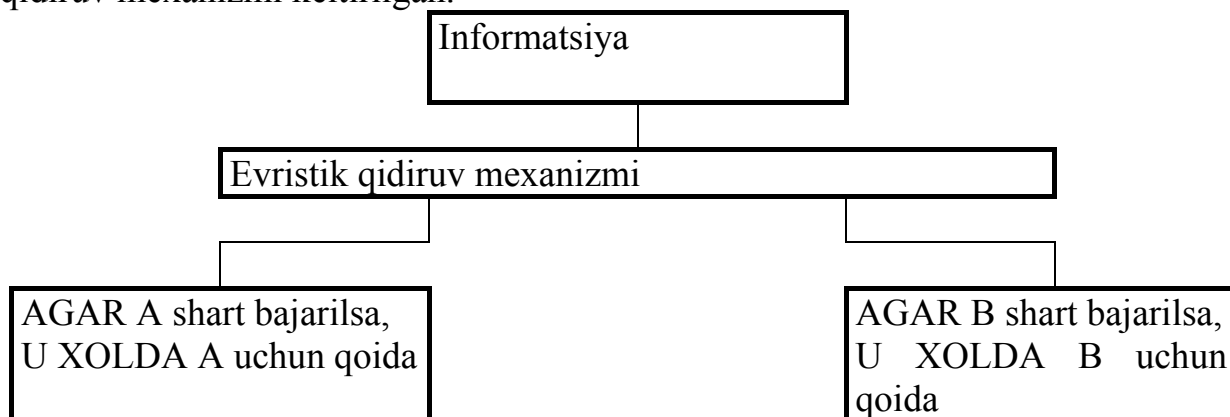 qidiruv mexanizmi keltirilgan.
Informatsiya
Evristik qidiruv mexanizmi
AGAR A shart bajarilsa,
U XOLDA A uchun qoida
AGAR B shart bajarilsa,
U XOLDA B uchun
qoida